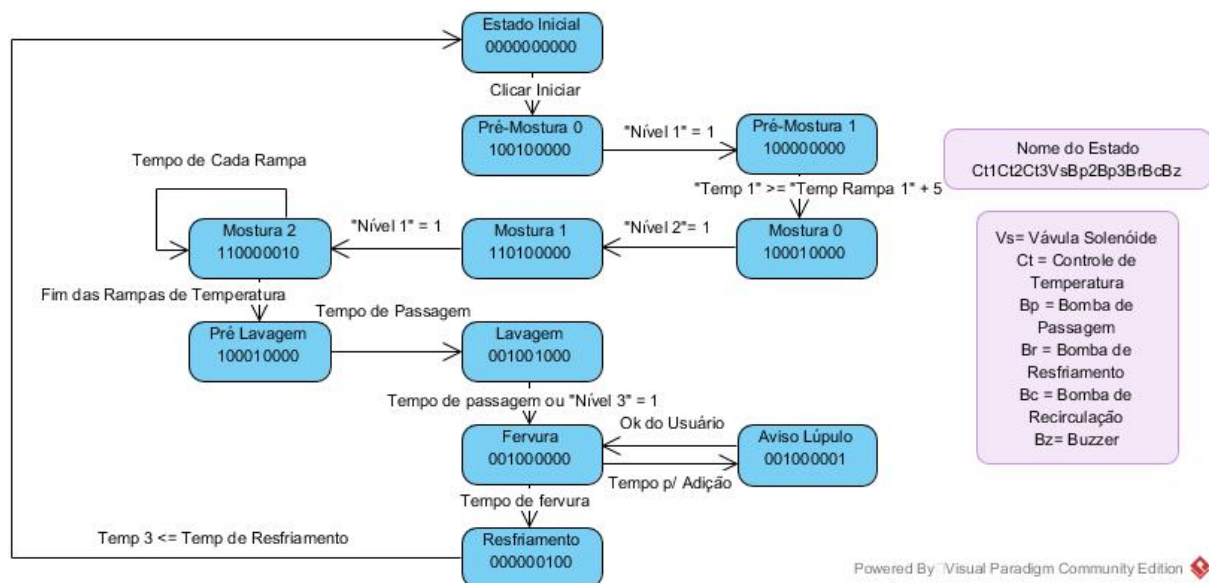 Estado Inicial
0000000000
Clicar Iniciar
Pré-Mostura 0
100100000
"Nível 1" = 1
Pré-Mostura 1
100000000
Nome do Estado
Ct1Ct2Ct3VsBp2Bp3BrBcBz
Tempo de Cada Rampa
"Temp 1" >= "Temp Rampa 1" + 5
Mostura 2
110000010
"Nível 1" = 1
Mostura 1
110100000
"Nível 2"= 1
Mostura 0
100010000
Vs= Vávula Solenóide
Ct = Controle de
Temperatura
Bp = Bomba de
Passagem
Br = Bomba de
Resfriamento
Bc = Bomba de
Recirculação
Bz= Buzzer
Fim das Rampas de Temperatura
Pré Lavagem
100010000
Tempo de Passagem
Lavagem
001001000
Tempo de passagem ou "Nível 3" = 1
Fervura
001000000
Ok do Usuário
Tempo p/ Adição
Aviso Lúpulo
001000001
Tempo de fervura
Temp 3 <= Temp de Resfriamento
Resfriamento
000000100
Powered By Visual Paradigm Community Edition